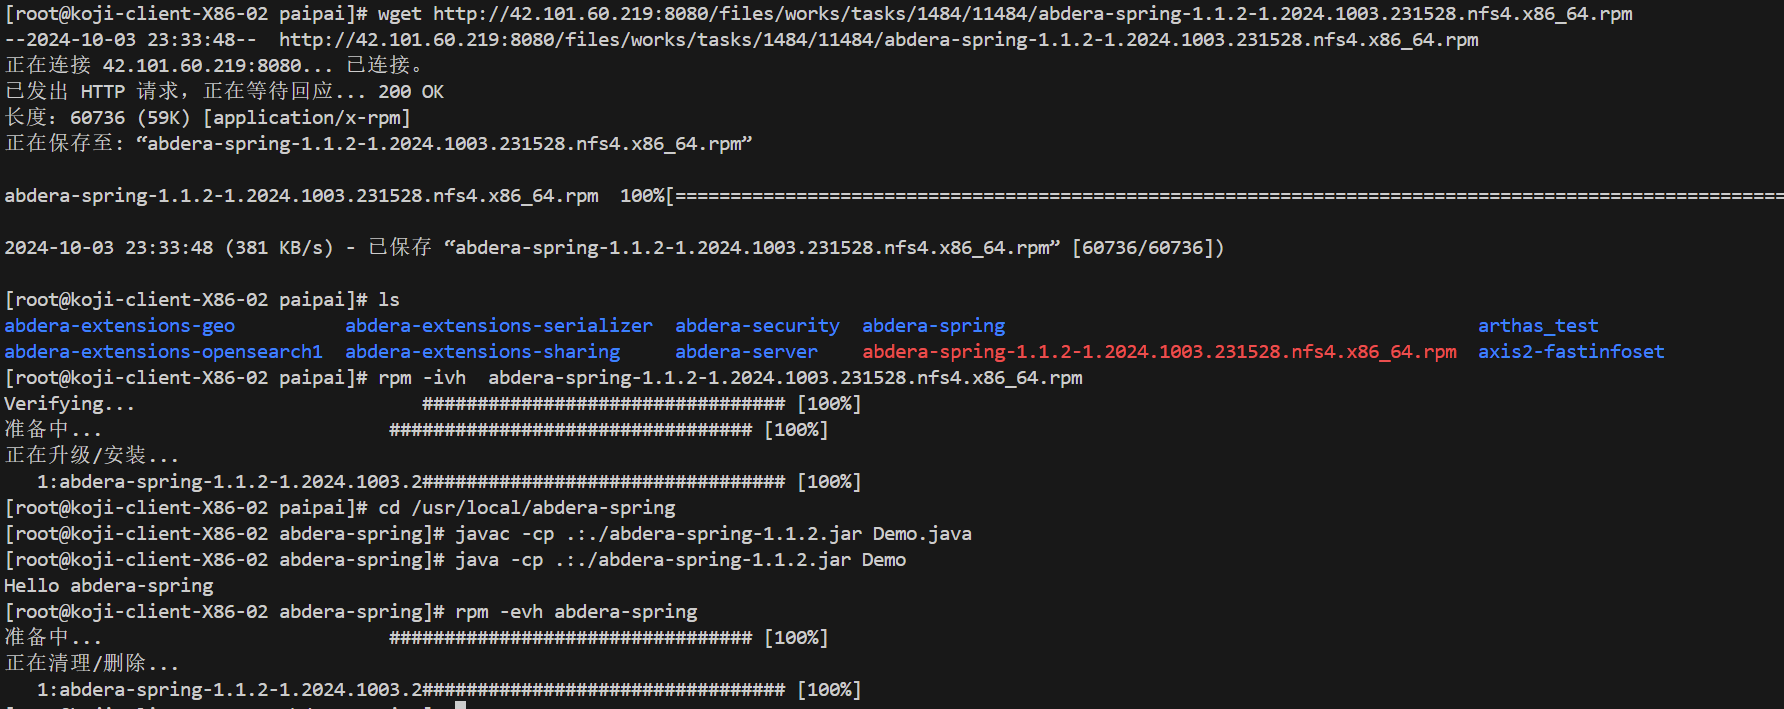 [root@koji-client-X86-02 paipai]# wget http://42.101.60.219:8080/files/works/tasks/1484/11484/abdera-spring-1.1.2-1.2024.1003.231528.nfs4.x86_64.rpm
--2024-10-03 23:33:48--  http://42.101.60.219:8080/files/works/tasks/1484/11484/abdera-spring-1.1.2-1.2024.1003.231528.nfs4.x86_64.rpm
正在连接 42.101.60.219:8080... 已连接。
已发出 HTTP 请求，正在等待回应... 200 OK
长度：60736 (59K) [application/x-rpm]
正在保存至: “abdera-spring-1.1.2-1.2024.1003.231528.nfs4.x86_64.rpm”
abdera-spring-1.1.2-1.2024.1003.231528.nfs4.x86_64.rpm  100%[=====================================================================================================
2024-10-03 23:33:48 (381 KB/s) - 已保存 “abdera-spring-1.1.2-1.2024.1003.231528.nfs4.x86_64.rpm” [60736/60736])
[root@koji-client-X86-02 paipai]# ls
abdera-extensions-geo          abdera-extensions-serializer  abdera-security  abdera-spring                                           arthas_test
abdera-extensions-opensearch1  abdera-extensions-sharing     abdera-server    abdera-spring-1.1.2-1.2024.1003.231528.nfs4.x86_64.rpm  axis2-fastinfoset
[root@koji-client-X86-02 paipai]# rpm -ivh  abdera-spring-1.1.2-1.2024.1003.231528.nfs4.x86_64.rpm
Verifying...                          ################################# [100%]
准备中...                          ################################# [100%]
正在升级/安装...
   1:abdera-spring-1.1.2-1.2024.1003.2################################# [100%]
[root@koji-client-X86-02 paipai]# cd /usr/local/abdera-spring
[root@koji-client-X86-02 abdera-spring]# javac -cp .:./abdera-spring-1.1.2.jar Demo.java
[root@koji-client-X86-02 abdera-spring]# java -cp .:./abdera-spring-1.1.2.jar Demo
Hello abdera-spring
[root@koji-client-X86-02 abdera-spring]# rpm -evh abdera-spring
准备中...                          ################################# [100%]
正在清理/删除...
   1:abdera-spring-1.1.2-1.2024.1003.2################################# [100%]